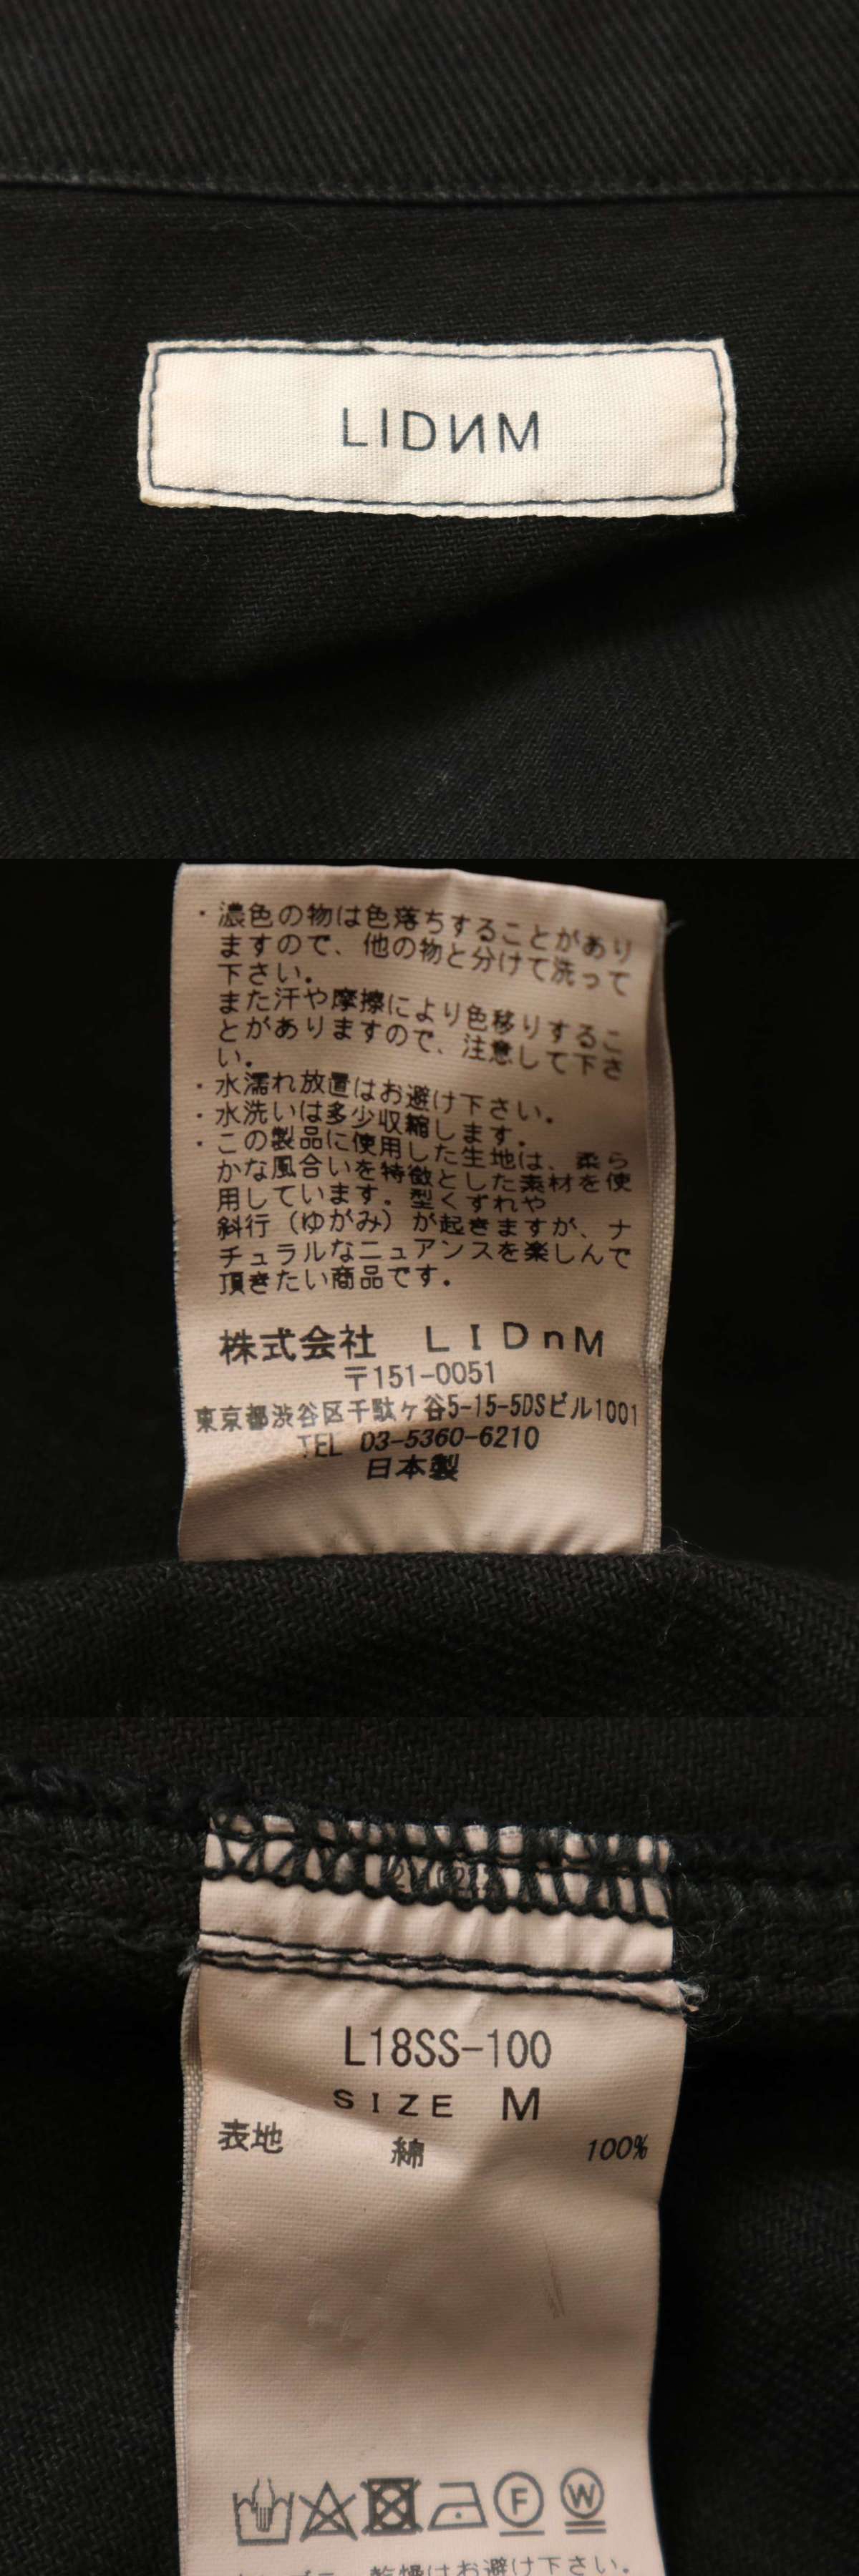 LIDИM
・濃色の物は色落ちすることがあり
ますので、他の物と分けて洗って
下さい。
また汗や摩擦により色移りするこ
とがありますので、注意して下さ
い。
・水濡れ放置はお避け下さい。
・水洗いは多少収縮します。
・この製品に使用した生地は、柔ら
かな風合いを特徴とした素材を使
用しています。型くずれや
斜行（ゆがみ）が起きますが、ナ
チュラルなニュアンスを楽しんで
頂きたい商品です。
株式会社 LIDnM
〒151-0051
東京都渋谷区千駄ヶ谷5-15-5DSビル1001
TEL 03-5360-6210
日本製
L18SS-100
SIZE M
表地 綿 100%
F W
乾燥はお避け下さい。